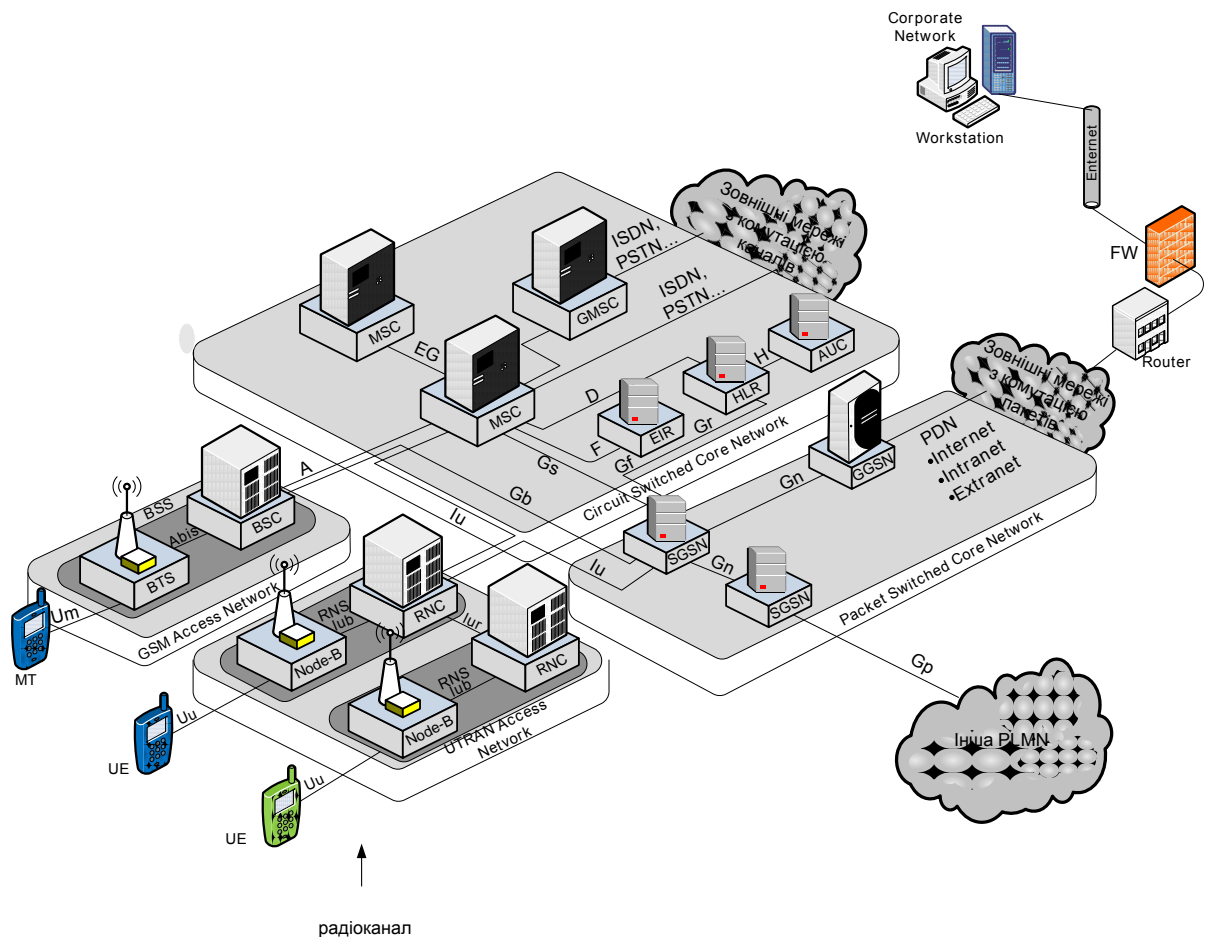 Corporate
Network
Workstation
Enternet
FW
Router
Зовнішні мережі
з комутацією
каналів
ISDN,
PSTN...
ISDN,
PSTN...
MSC
GMSC
EG
MSC
D
H
AUC
HLR
EIR
F
Gr
Gf
Gs
Gb
Circuit Switched Core Network
Зовнішні мережі
з комутацією
пакетів
PDN
•Internet
•Intranet
•Extranet
GGSN
Gn
SGSN
Iu
Gn
SGSN
Packet Switched Core Network
Gp
Інша PLMN
A
Iu
BSS
BSC
Abis
BTS
Um
GSM Access Network
MT
RNS
Iub
RNC
Iur
Node-B
RNC
RNS
Iub
Node-B
UTRAN Access
Network
Uu
UE
Uu
UE
радіоканал